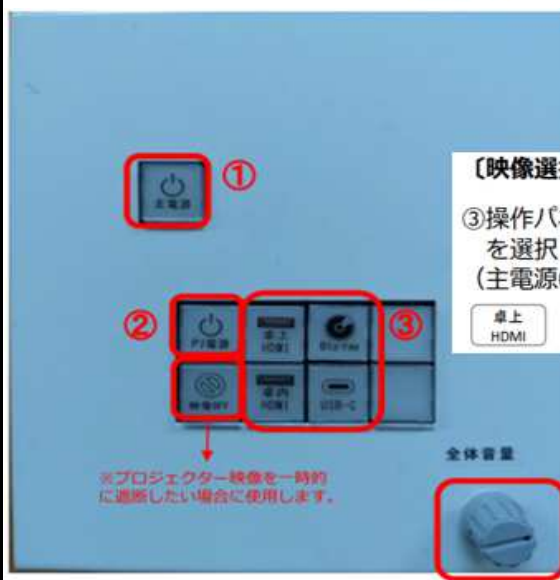 ①
主電源
〔映像選
③操作パ
を選択
（主電源
卓上
HDMI
②
PJ電源
卓上
HDMI
Blu-ray
③
映像OFF
卓内
HDMI
USB-C
※プロジェクター映像を一時的
に遮断したい場合に使用します。
全体音量